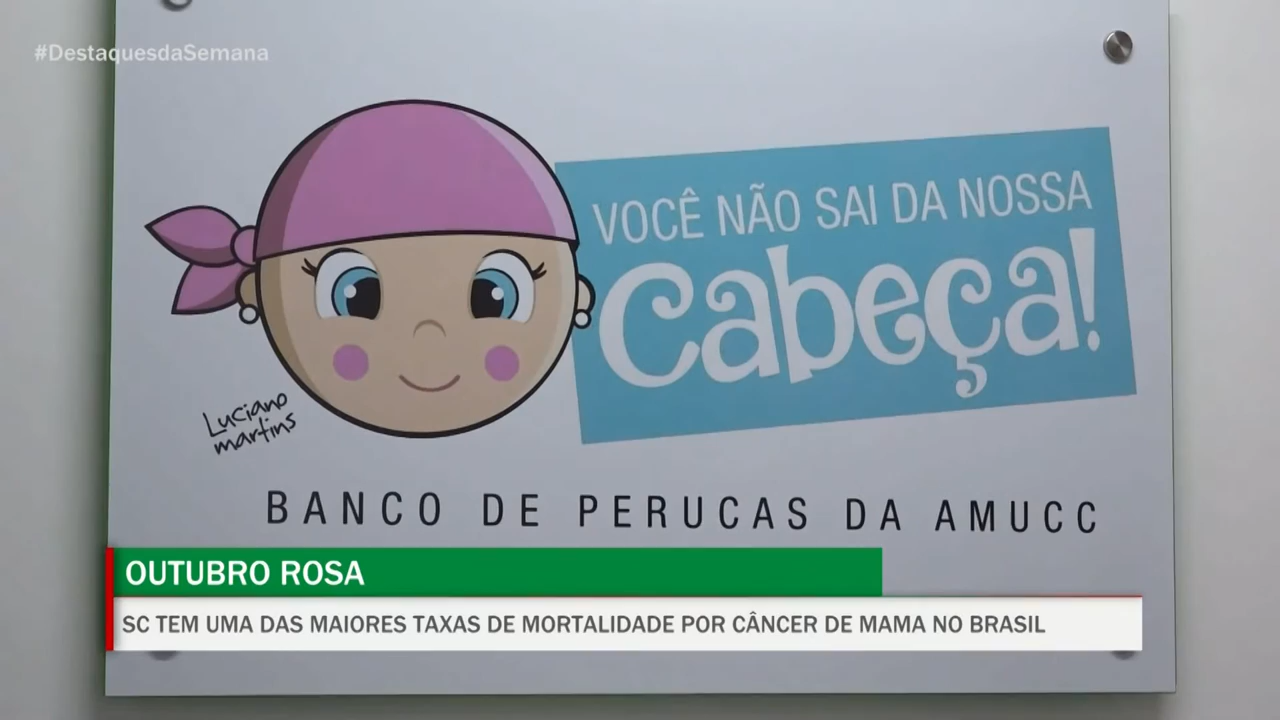 #DestaquesdaSemana
VOCÊ NÃO SAI DA NOSSA
Cabeça!
Luciano
martins
BANCO DE PERUCAS DA AMUCC
OUTUBRO ROSA
SC TEM UMA DAS MAIORES TAXAS DE MORTALIDADE POR CÂNCER DE MAMA NO BRASIL